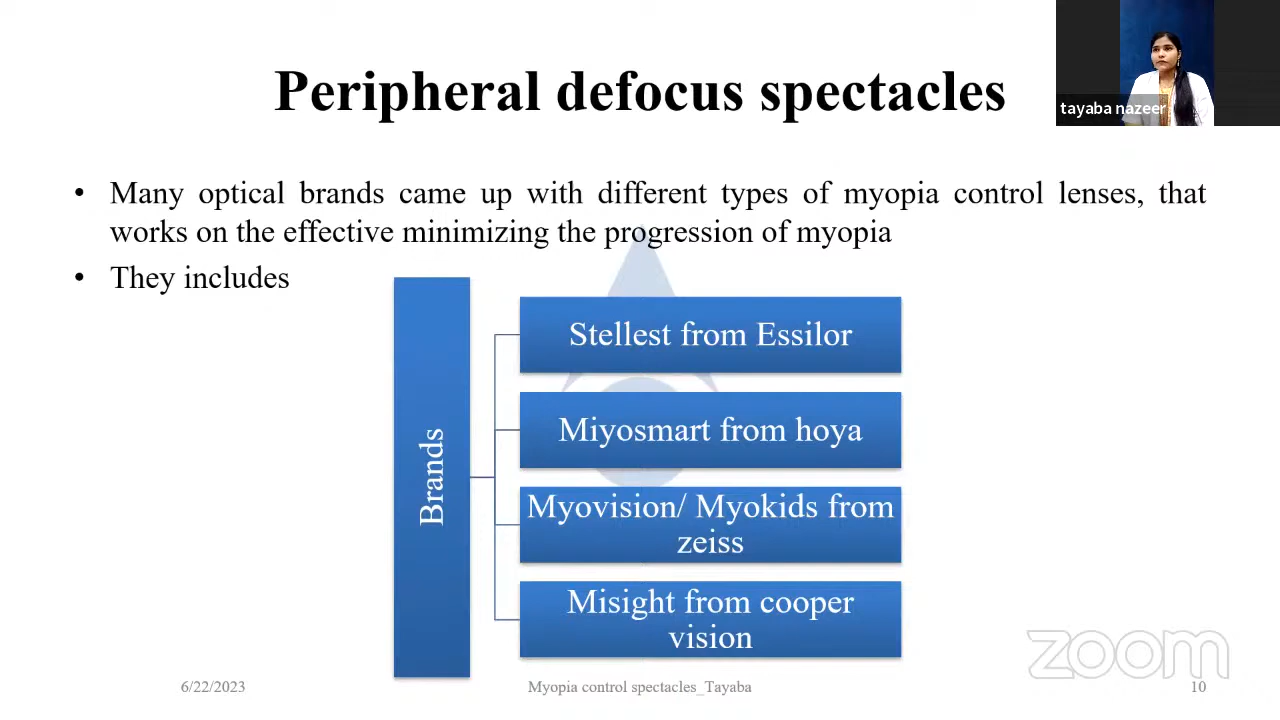 Peripheral defocus spectacles
tayaba nazeer
• Many optical brands came up with different types of myopia control lenses, that
works on the effective minimizing the progression of myopia
• They includes
Brands
Stellest from Essilor
Miyosmart from hoya
Myovision/ Myokids from
zeiss
Misight from cooper
vision
zoom
6/22/2023
Myopia control spectacles_Tayaba
10